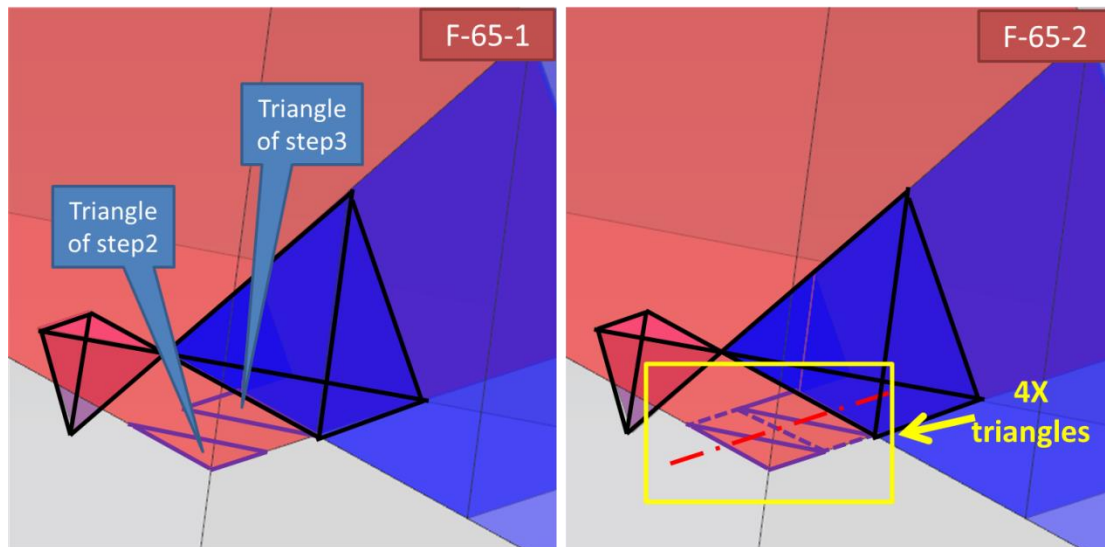 F-65-1
Triangle
of step3
Triangle
of step2
F-65-2
4X
triangles